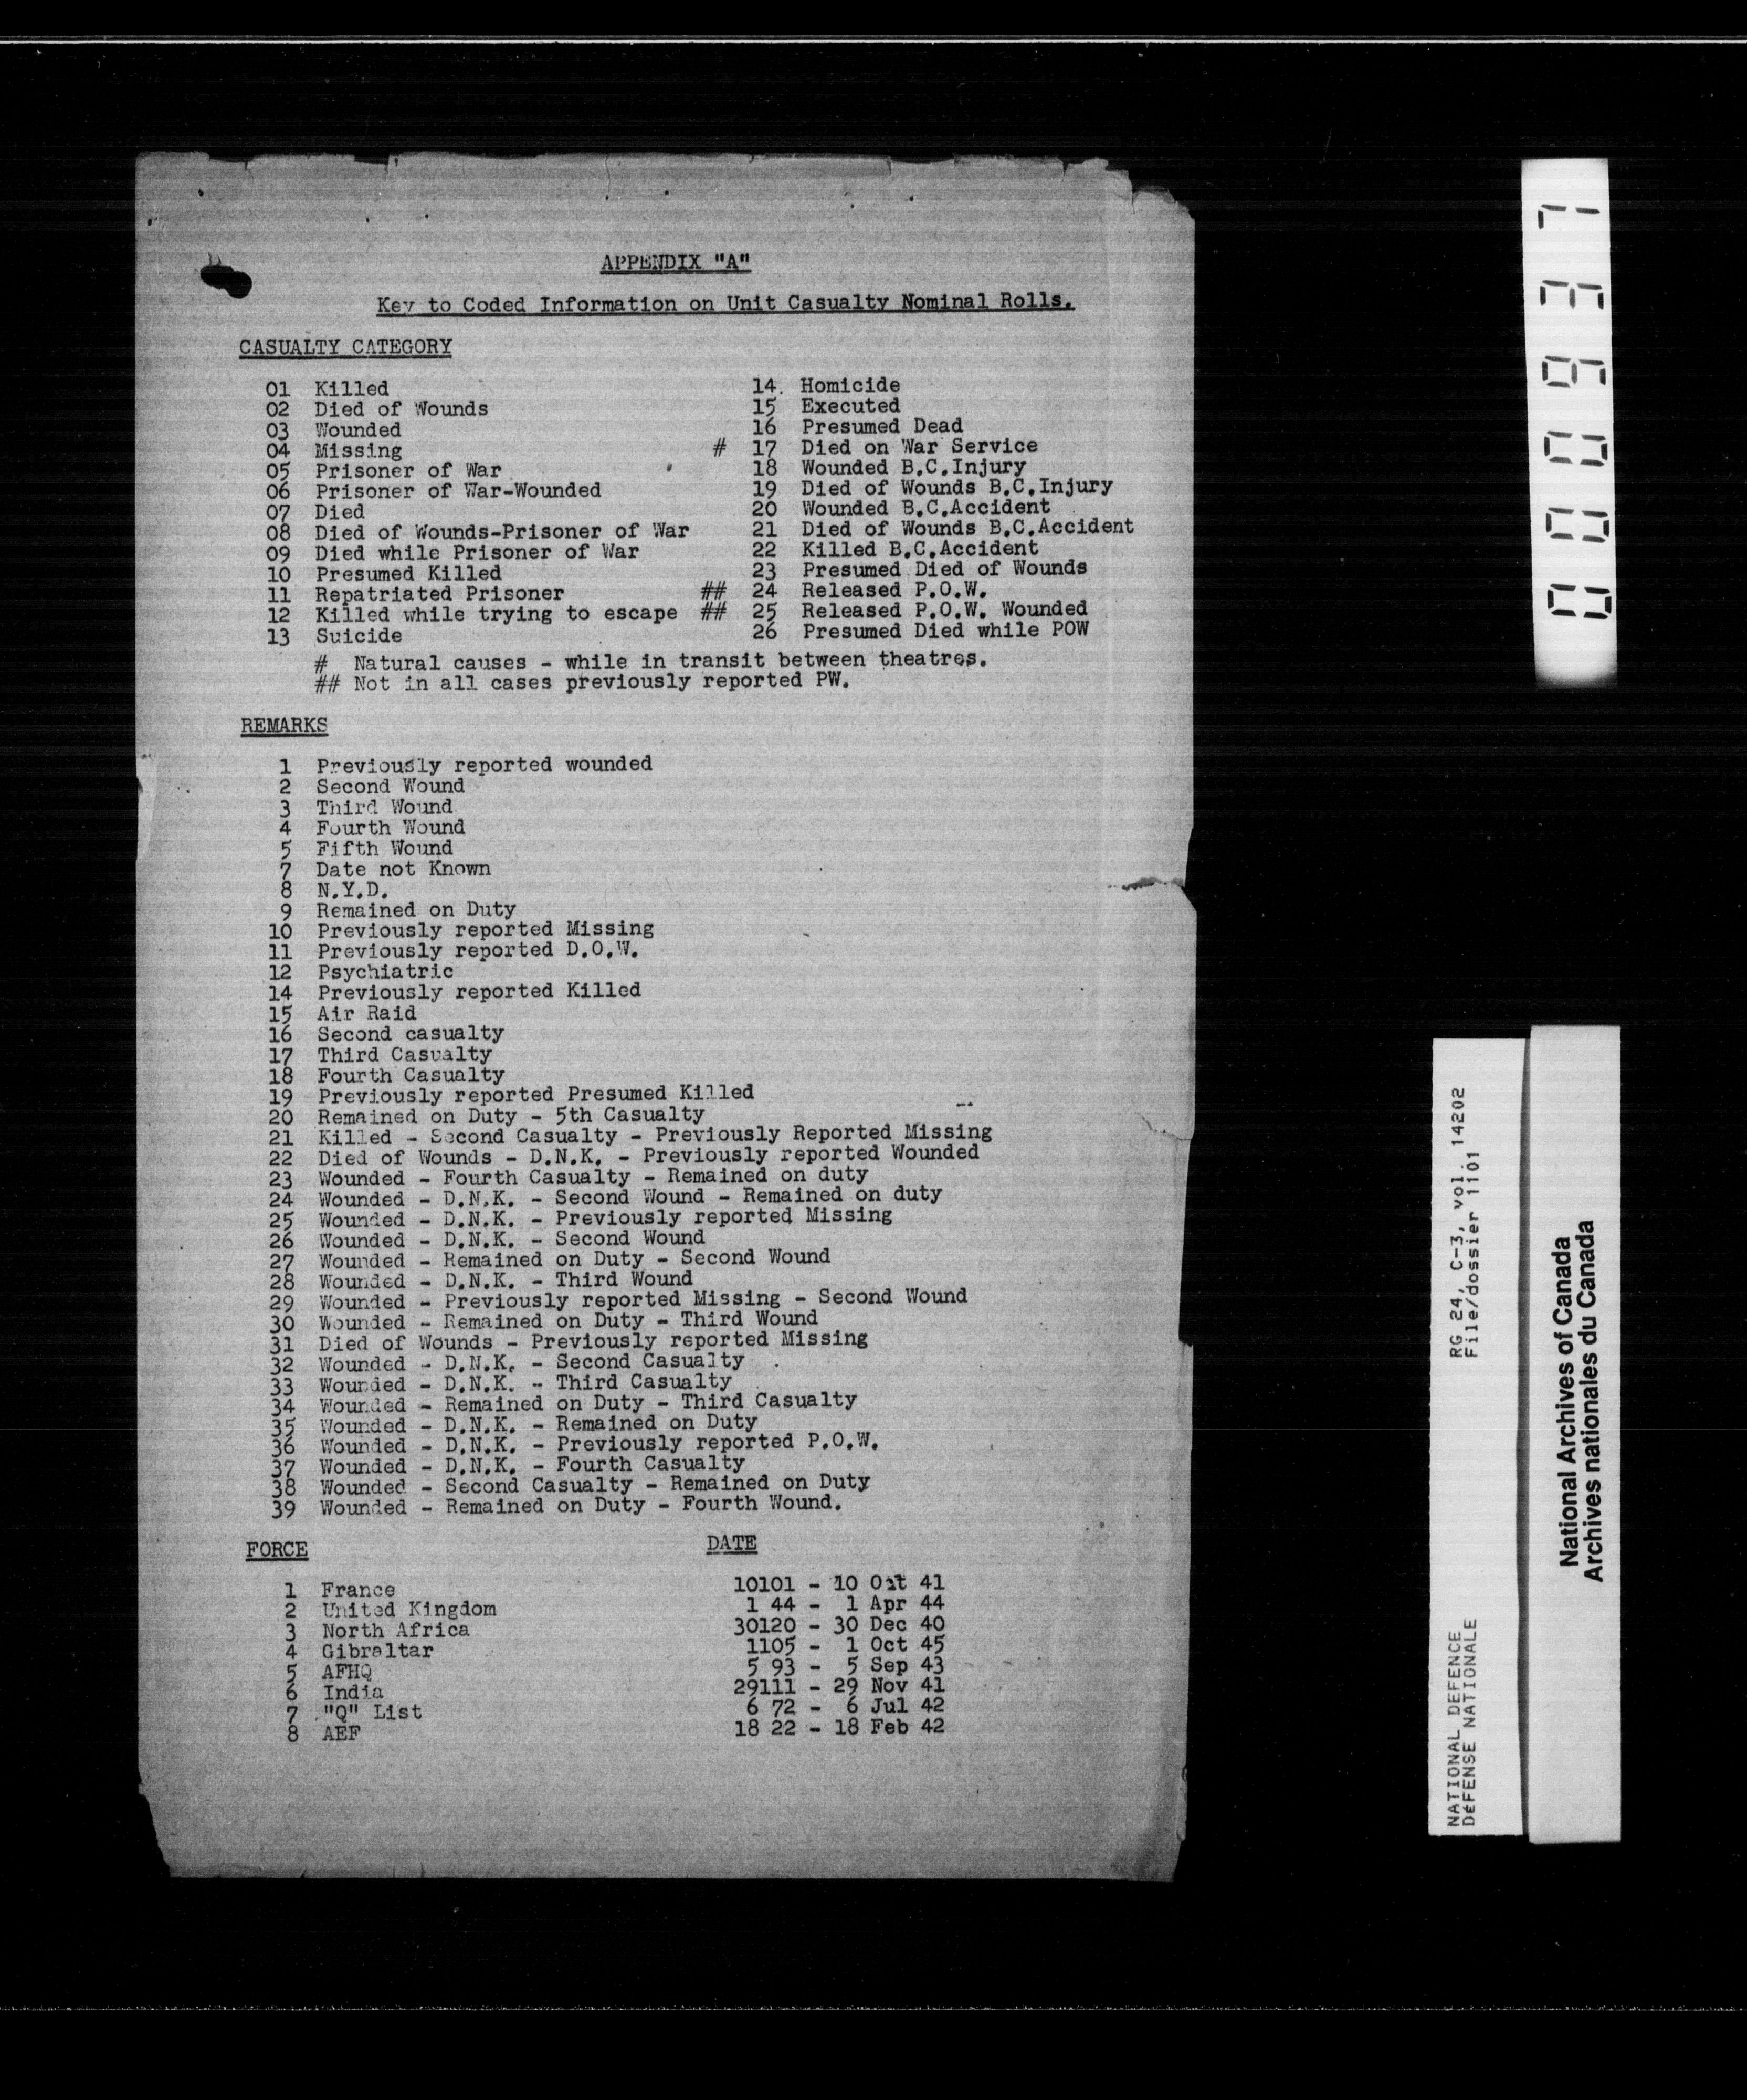 APPENDIX "A"
Key to Coded Information on Unit Casualty Nominal Rolls.
CASUALTY CATEGORY
01 Killed
02 Died of Wounds
03 Wounded
04 Missing
05 Prisoner of War
06 Prisoner of War-Wounded
07 Died
08 Died of Wounds-Prisoner of War
09 Died while Prisoner of War
10 Presumed Killed
11 Repatriated Prisoner
12 Killed while trying to escape
13 Suicide
14. Homicide
15 Executed
16 Presumed Dead
# 17 Died on War Service
18 Wounded B.C.Injury
19 Died of Wounds B.C.Injury
20 Wounded B.C.Accident
21 Died of Wounds B.C.Accident
22 Killed B.C.Accident
23 Presumed Died of Wounds
## 24 Released P.O.W.
## 25 Released P.O.W. Wounded
26 Presumed Died while POW
# Natural causes - while in transit between theatres.
## Not in all cases previously reported PW.
REMARKS
1 Previously reported wounded
2 Second Wound
3 Third Wound
4 Fourth Wound
5 Fifth Wound
7 Date not Known
8 N.Y.D.
9 Remained on Duty
10 Previously reported Missing
11 Previously reported D.O.W.
12 Psychiatric
14 Previously reported Killed
15 Air Raid
16 Second casualty
17 Third Casualty
18 Fourth Casualty
19 Previously reported Presumed Killed
20 Remained on Duty - 5th Casualty
21 Killed - Second Casualty - Previously Reported Missing
22 Died of Wounds - D.N.K. - Previously reported Wounded
23 Wounded - Fourth Casualty - Remained on duty
24 Wounded - D.N.K. - Second Wound - Remained on duty
25 Wounded - D.N.K. - Previously reported Missing
26 Wounded - D.N.K. - Second Wound
27 Wounded - Remained on Duty - Second Wound
28 Wounded - D.N.K. - Third Wound
29 Wounded - Previously reported Missing - Second Wound
30 Wounded - Remained on Duty - Third Wound
31 Died of Wounds - Previously reported Missing
32 Wounded - D.N.K. - Second Casualty
33 Wounded - D.N.K. - Third Casualty
34 Wounded - Remained on Duty - Third Casualty
35 Wounded - D.N.K. - Remained on Duty
36 Wounded - D.N.K. - Previously reported P.O.W.
37 Wounded - D.N.K. - Fourth Casualty
38 Wounded - Second Casualty - Remained on Duty
39 Wounded - Remained on Duty - Fourth Wound.
FORCE
1 France
2 United Kingdom
3 North Africa
4 Gibraltar
5 AFHQ
6 India
7 "Q" List
8 AEF
DATE
10101 - 10 Oct 41
1 44 - 1 Apr 44
30120 - 30 Dec 40
1105 - 1 Oct 45
5 93 - 5 Sep 43
29111 - 29 Nov 41
6 72 - 6 Jul 42
18 22 - 18 Feb 42
000937
NATIONAL DEFENCE RG 24, C-3, vol. 14202
DéFENSE NATIONALE File/dossier 1101
National Archives of Canada
Archives nationales du Canada